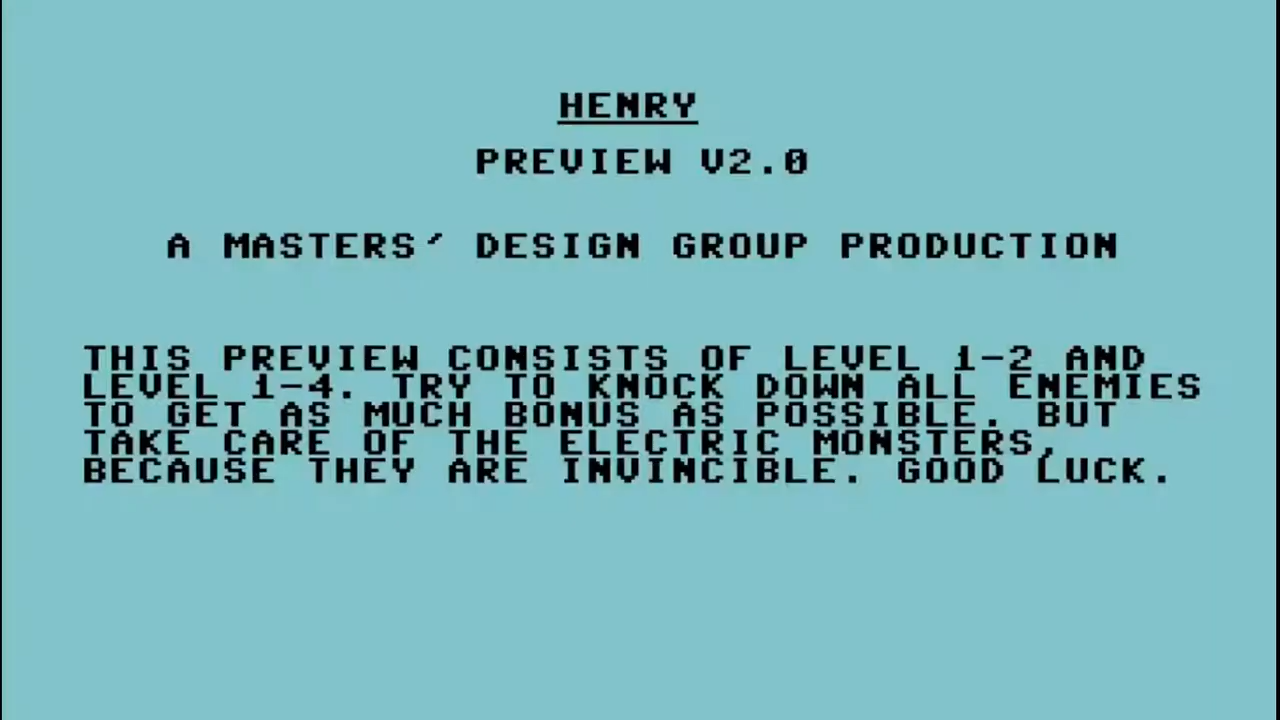 HENRY
PREVIEW V2.0
A MASTERS' DESIGN GROUP PRODUCTION
THIS PREVIEW CONSISTS OF LEVEL 1-2 AND
LEVEL 1-4. TRY TO KNOCK DOWN ALL ENEMIES
TO GET AS MUCH BONUS AS POSSIBLE. BUT
TAKE CARE OF THE ELECTRIC MONSTERS,
BECAUSE THEY ARE INVINCIBLE. GOOD LUCK.